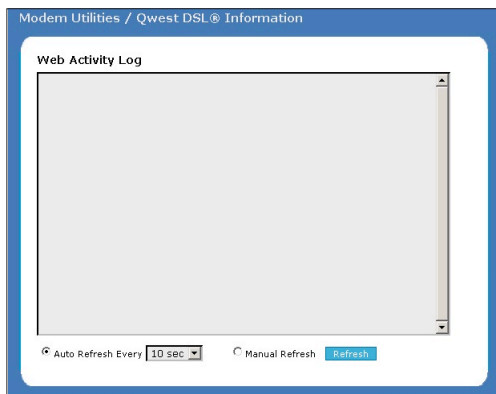 Modem Utilities / Qwest DSL® Information
Web Activity Log
Auto Refresh Every 10 sec Manual Refresh Refresh